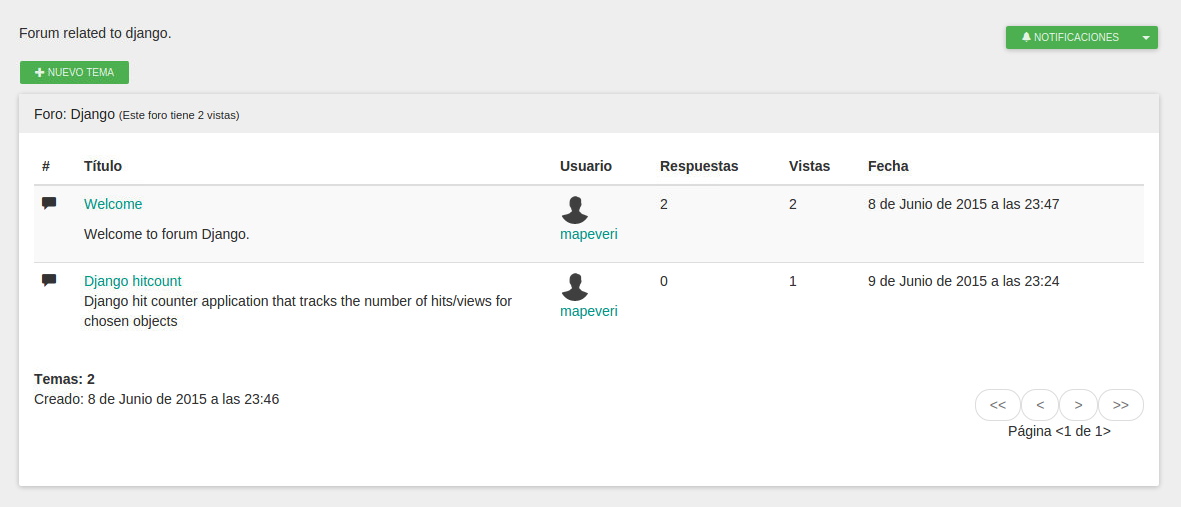 Forum related to django.
NOTIFICACIONES
NUEVO TEMA
Foro: Django (Este foro tiene 2 vistas)
# Título Usuario Respuestas Vistas Fecha
Welcome 2 2 8 de Junio de 2015 a las 23:47
Welcome to forum Django. mapeveri
Django hitcount 0 1 9 de Junio de 2015 a las 23:24
Django hit counter application that tracks the number of hits/views for
mapeveri
chosen objects
Temas: 2
Creado: 8 de Junio de 2015 a las 23:46
<< < > >>
Página <1 de 1>